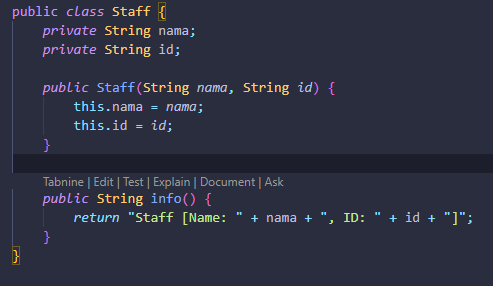 public class Staff {
    private String nama;
    private String id;

    public Staff(String nama, String id) {
        this.nama = nama;
        this.id = id;
    }

    Tabnine | Edit | Test | Explain | Document | Ask
    public String info() {
        return "Staff [Name: " + nama + ", ID: " + id + "]";
    }
}